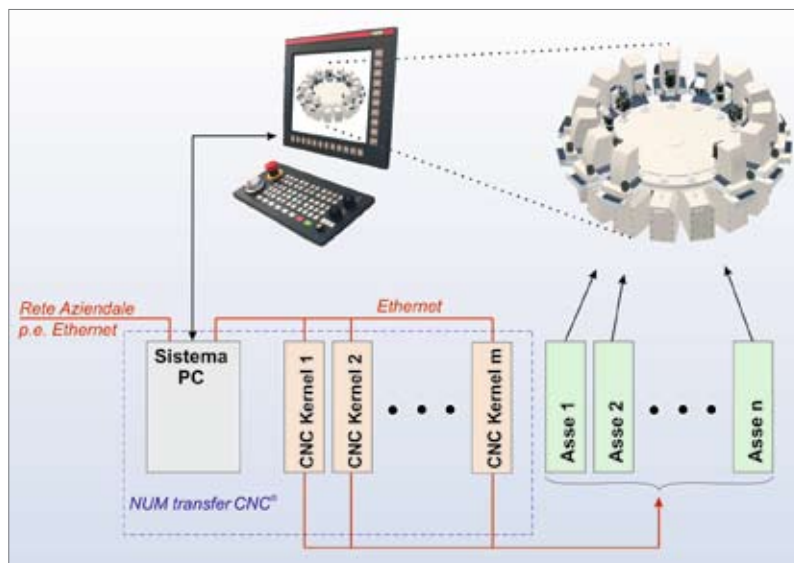 Rete Aziendale
p.e. Ethernet
Ethernet
Sistema
PC
CNC Kernel 1
CNC Kernel 2
CNC Kernel m
Asse 1
Asse 2
Asse n
NUM transfer CNC®